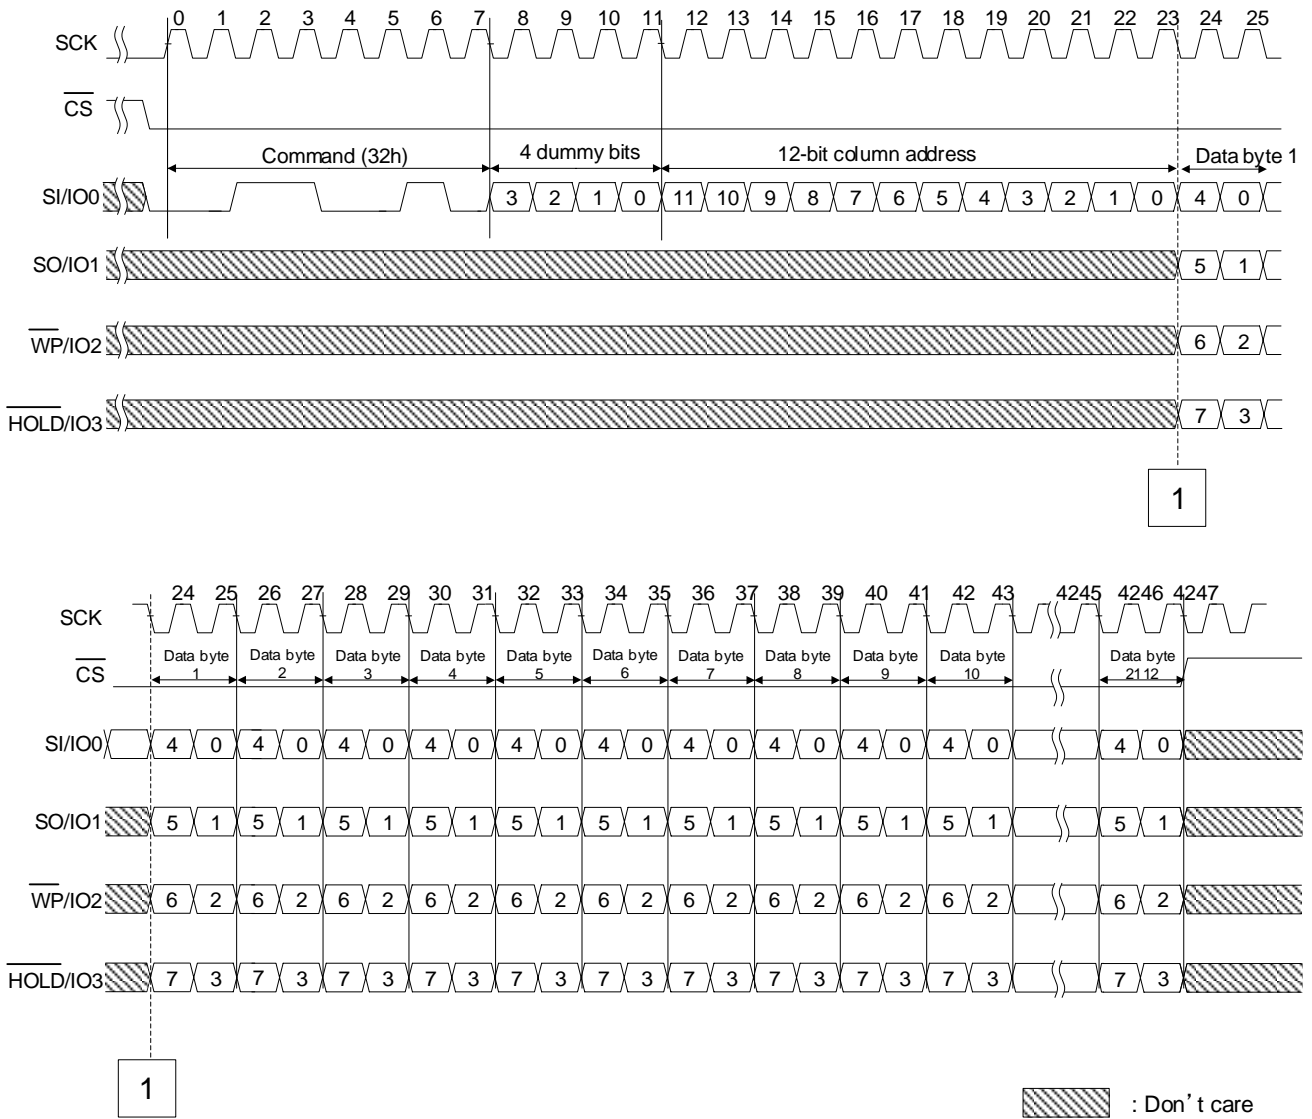 0 1 2 3 4 5 6 7 8 9 10 11 12 13 14 15 16 17 18 19 20 21 22 23 24 25
SCK
CS
Command (32h) 4 dummy bits 12-bit column address Data byte 1
SI/IO0 3 2 1 0 11 10 9 8 7 6 5 4 3 2 1 0 4 0
SO/IO1 5 1
WP/IO2 6 2
HOLD/IO3 7 3
1
24 25 26 27 28 29 30 31 32 33 34 35 36 37 38 39 40 41 42 43 4245 4246 4247
SCK
Data byte Data byte Data byte Data byte Data byte Data byte Data byte Data byte Data byte Data byte Data byte
CS 1 2 3 4 5 6 7 8 9 10 2112
SI/IO0 4 0 4 0 4 0 4 0 4 0 4 0 4 0 4 0 4 0 4 0 4 0
SO/IO1 5 1 5 1 5 1 5 1 5 1 5 1 5 1 5 1 5 1 5 1 5 1
WP/IO2 6 2 6 2 6 2 6 2 6 2 6 2 6 2 6 2 6 2 6 2 6 2
HOLD/IO3 7 3 7 3 7 3 7 3 7 3 7 3 7 3 7 3 7 3 7 3 7 3
1
: Don't care